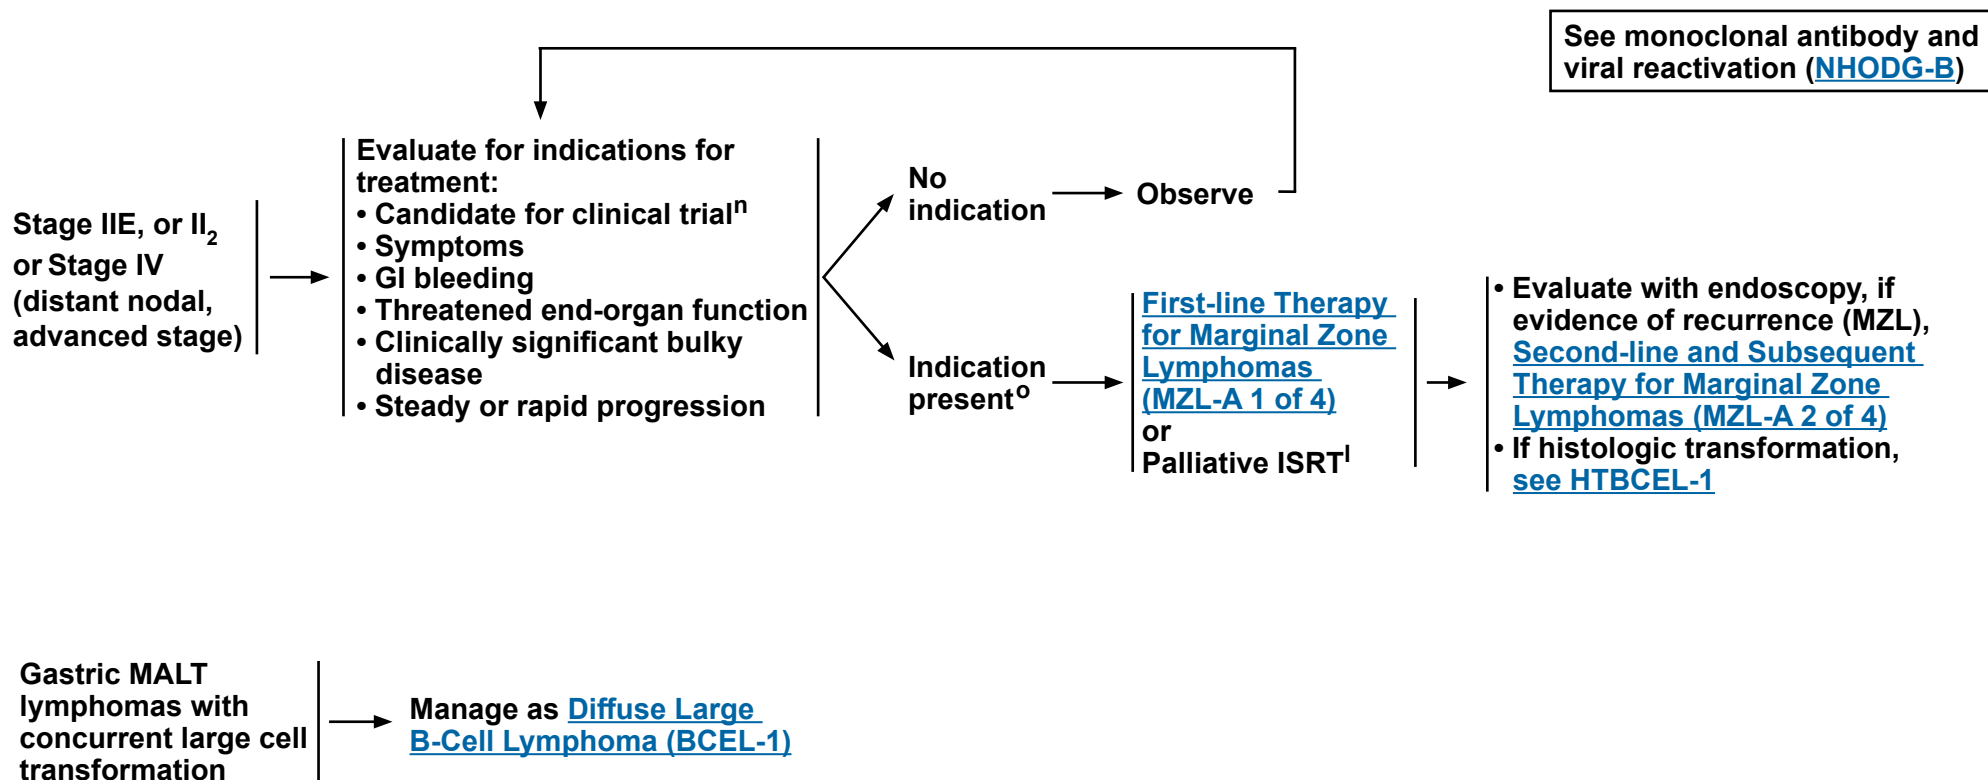 See monoclonal antibody and
viral reactivation (NHODG-B)
Stage IIE, or II2
or Stage IV
(distant nodal,
advanced stage)
Evaluate for indications for
treatment:
• Candidate for clinical trialn
• Symptoms
• GI bleeding
• Threatened end-organ function
• Clinically significant bulky
disease
• Steady or rapid progression
No
indication
Observe
Indication
presento
First-line Therapy
for Marginal Zone
Lymphomas
(MZL-A 1 of 4)
or
Palliative ISRTl
• Evaluate with endoscopy, if
evidence of recurrence (MZL),
Second-line and Subsequent
Therapy for Marginal Zone
Lymphomas (MZL-A 2 of 4)
• If histologic transformation,
see HTBCEL-1
Gastric MALT
lymphomas with
concurrent large cell
transformation
Manage as Diffuse Large
B-Cell Lymphoma (BCEL-1)